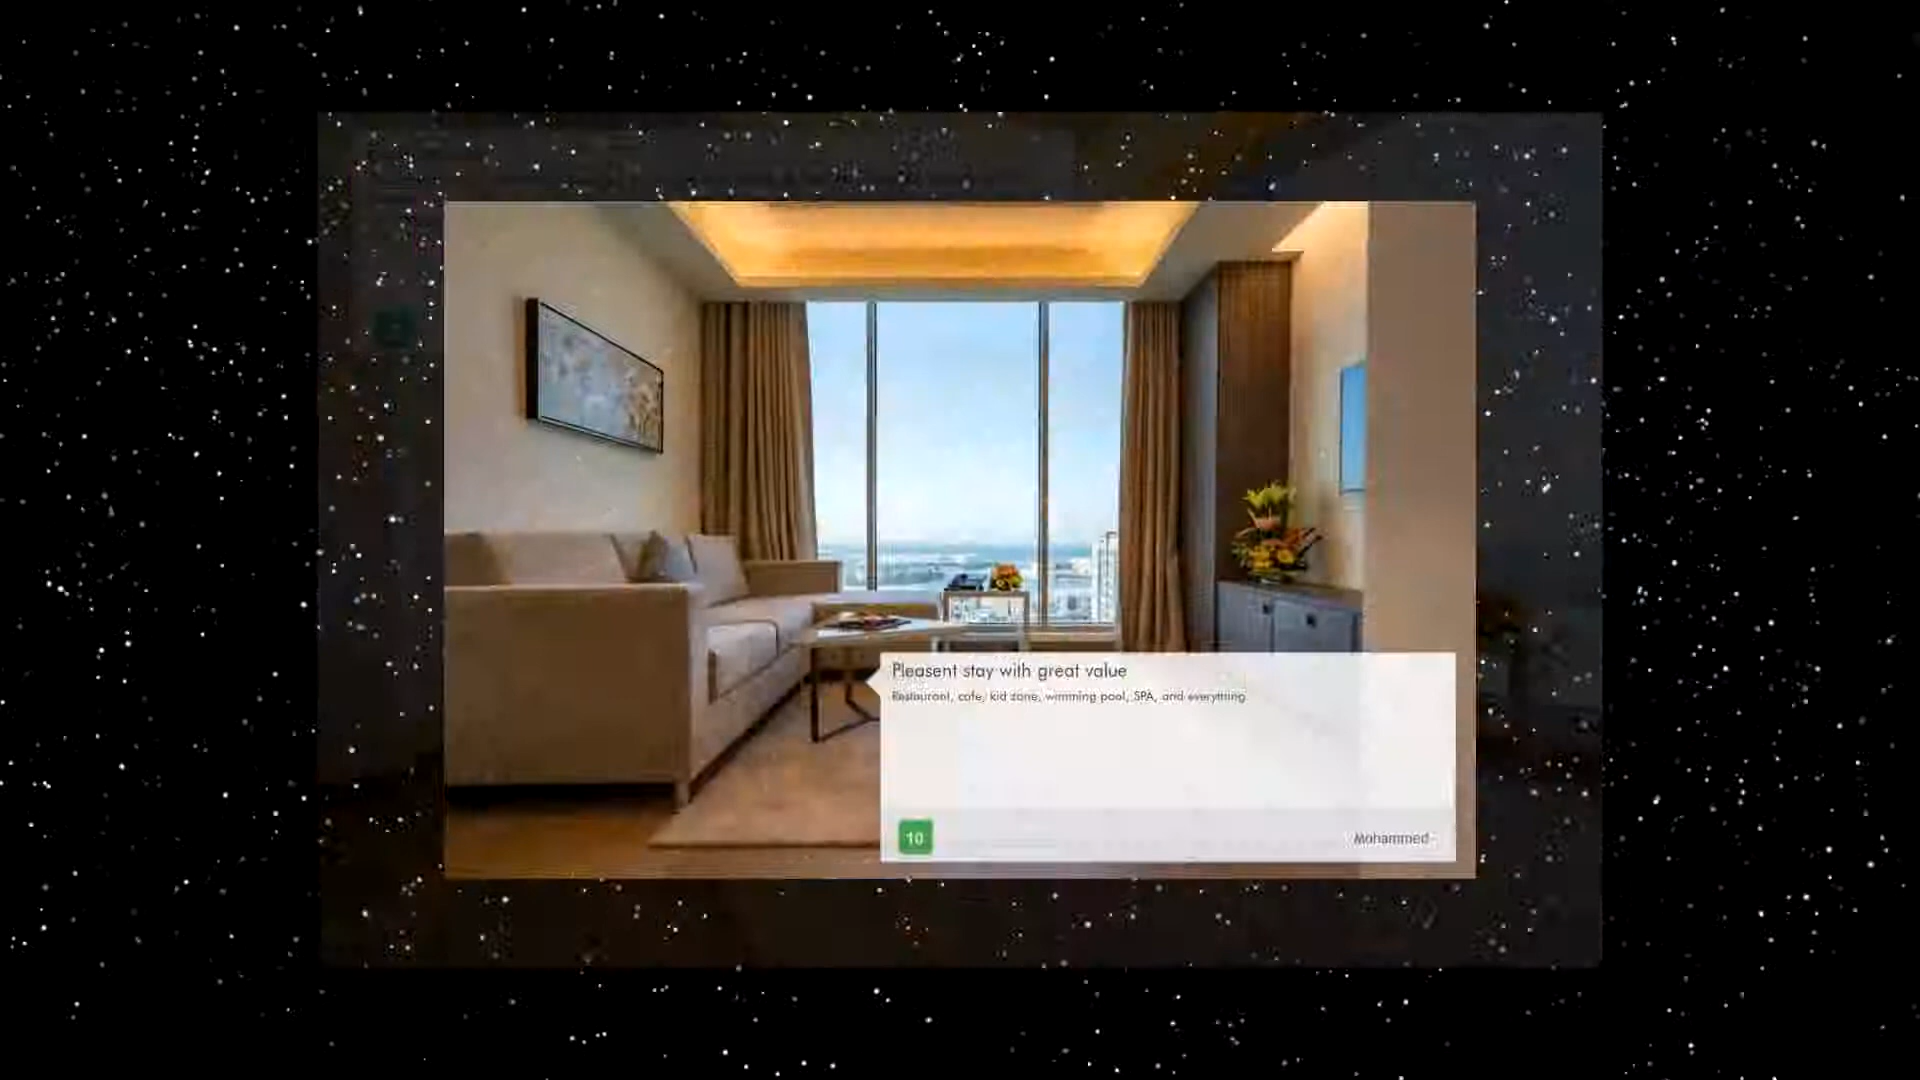 Pleasent stay with great value
Restaurant, cafe, kid zone, wimming pool, SPA, and everything
10
Mohammed